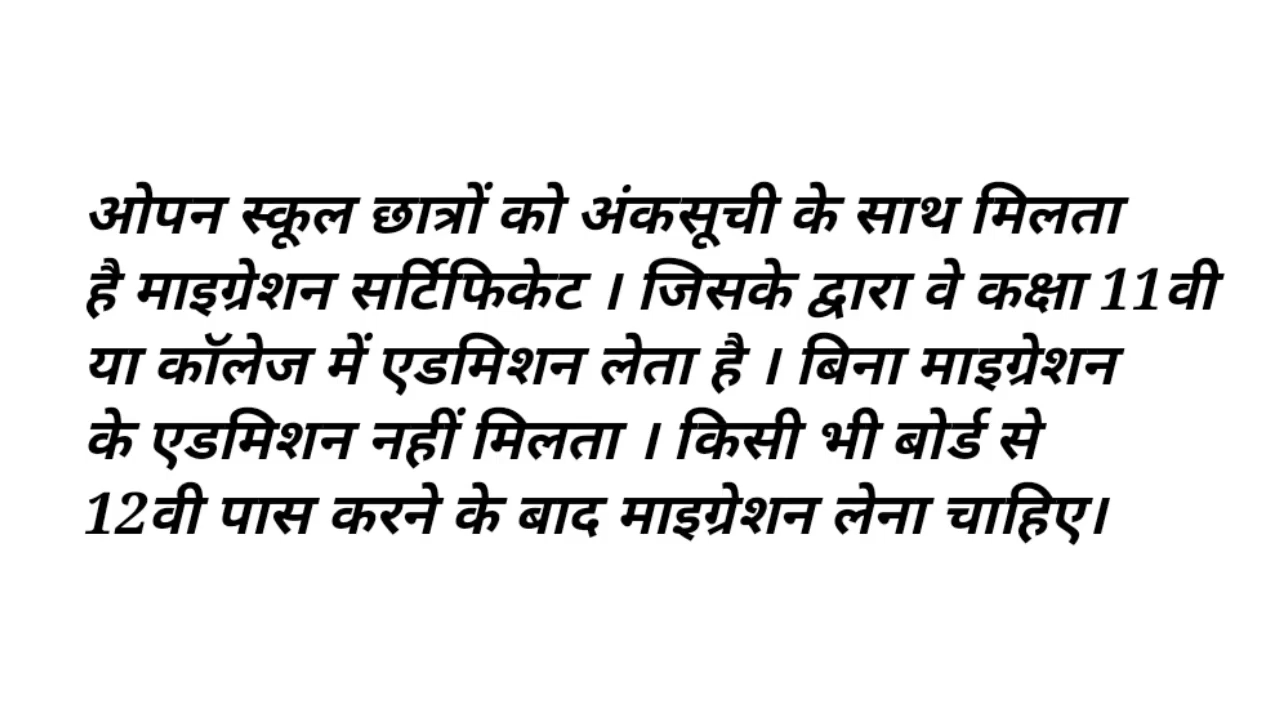 ओपन स्कूल छात्रों को अंकसूची के साथ मिलता
है माइग्रेशन सर्टिफिकेट । जिसके द्वारा वे कक्षा 11वी
या कॉलेज में एडमिशन लेता है । बिना माइग्रेशन
के एडमिशन नहीं मिलता । किसी भी बोर्ड से
12वी पास करने के बाद माइग्रेशन लेना चाहिए।